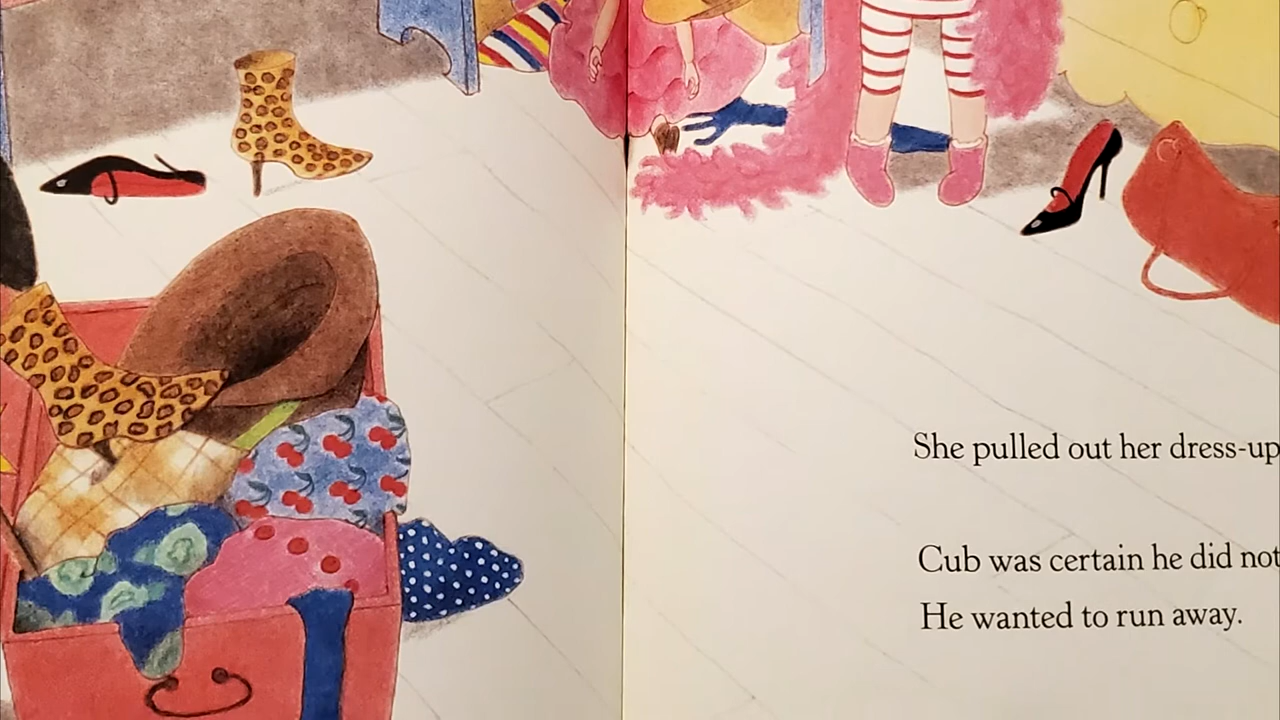 She pulled out her dress-up
Cub was certain he did not
He wanted to run away.